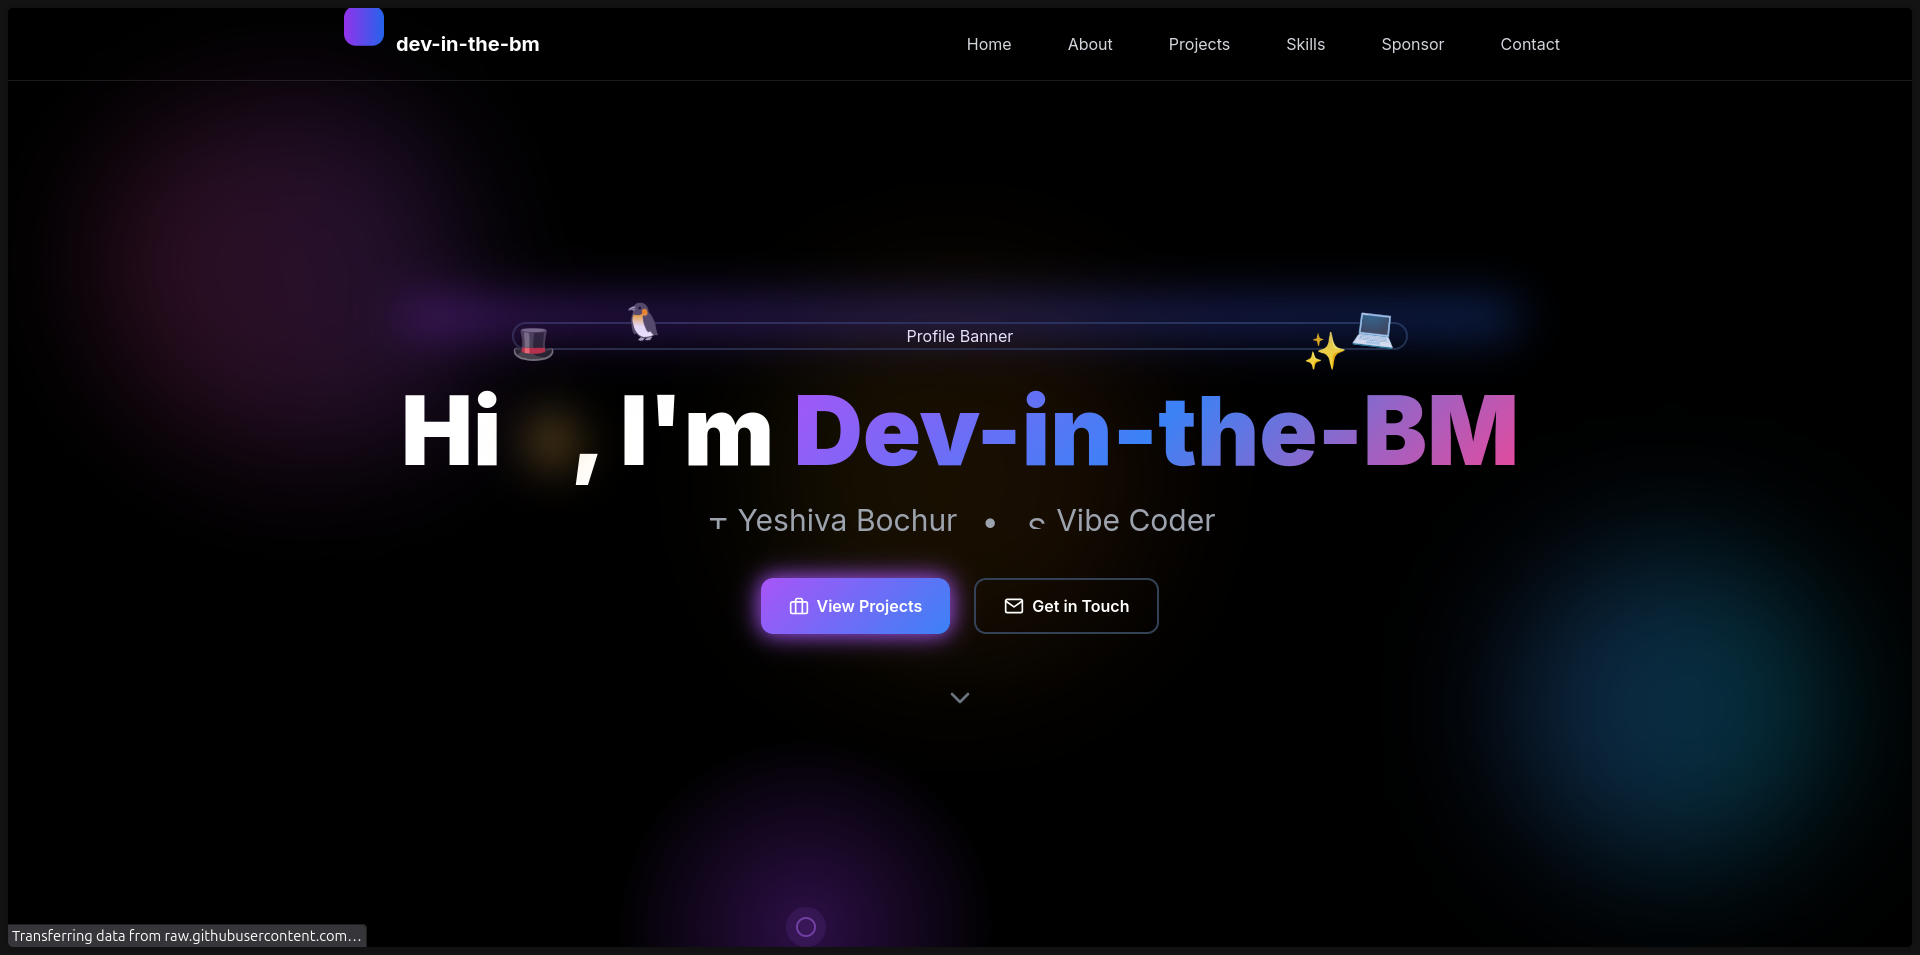 dev-in-the-bm
Home About Projects Skills Sponsor Contact
Profile Banner
Hi , I'm Dev-in-the-BM
Yeshiva Bochur • Vibe Coder
View Projects
Get in Touch
Transferring data from raw.githubusercontent.com…